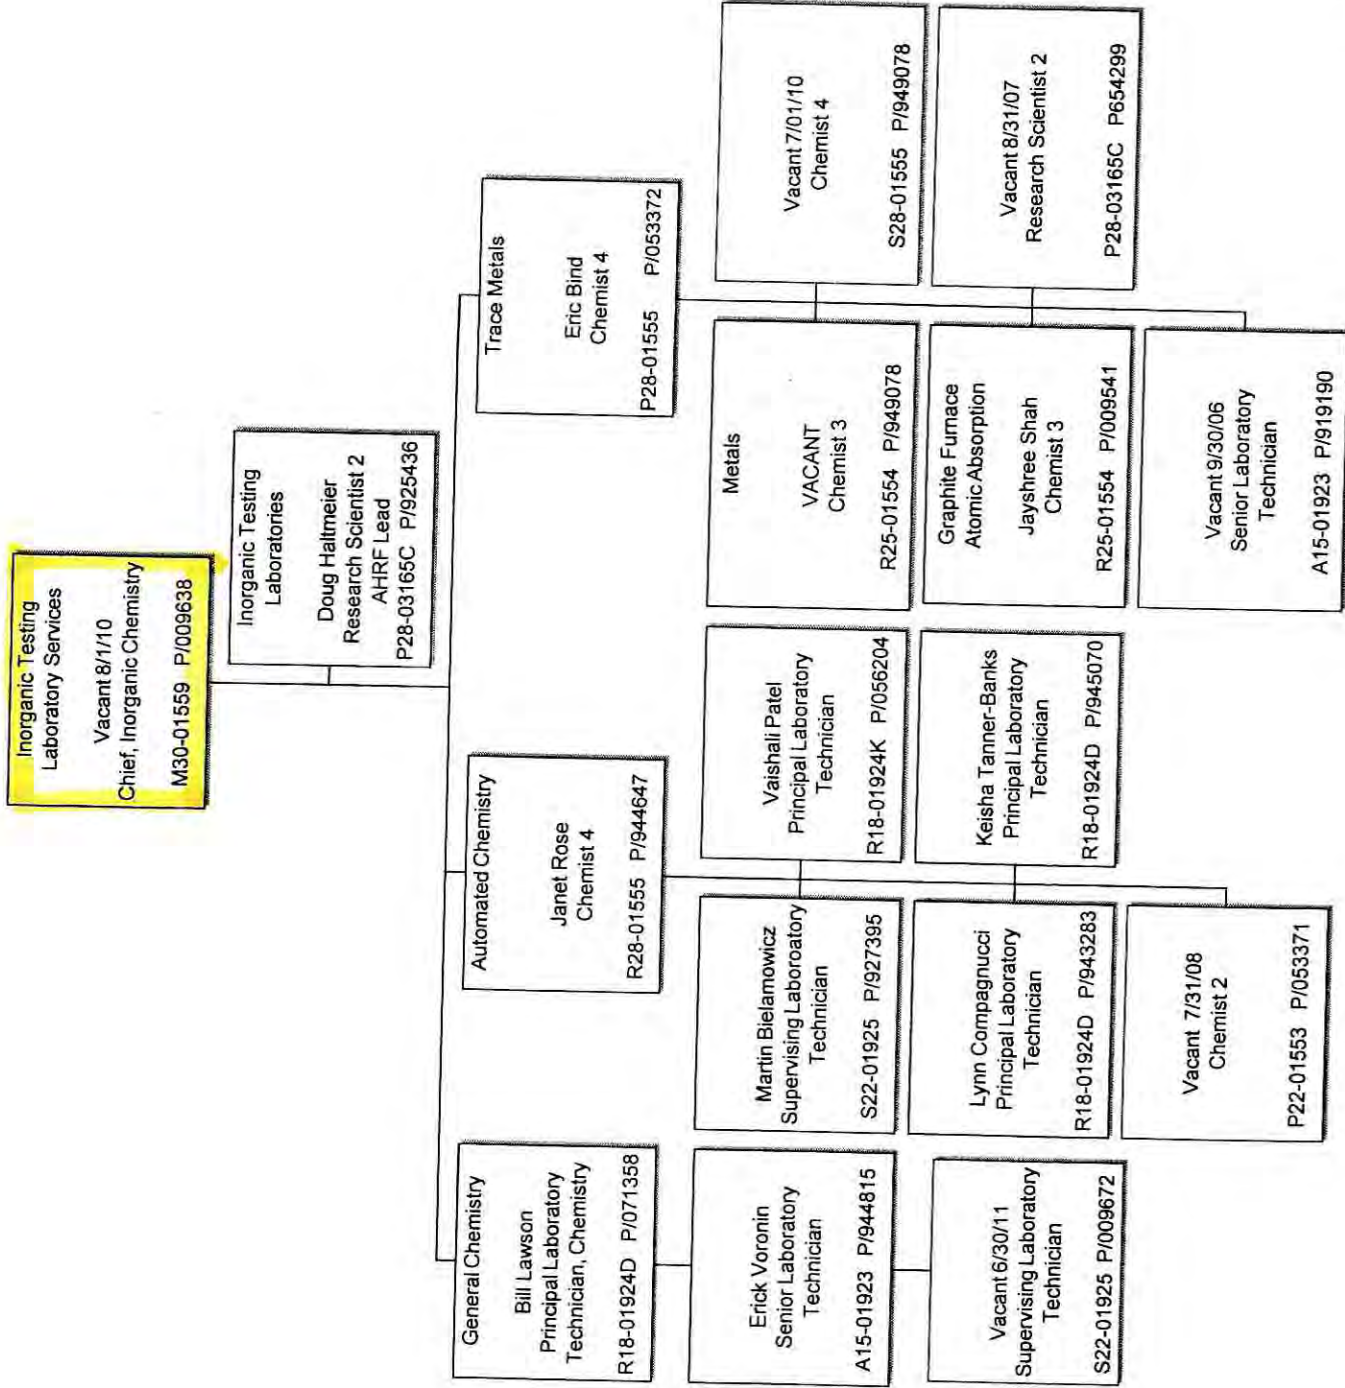 Inorganic Testing
Laboratory Services
Vacant 8/1/10
Chief, Inorganic Chemistry
M30-01559 P/009638
Inorganic Testing
Laboratories
Doug Haltmeier
Research Scientist 2
AHRF Lead
P28-03165C P/925436
General Chemistry
Bill Lawson
Principal Laboratory
Technician, Chemistry
R18-01924D P/071358
Automated Chemistry
Janet Rose
Chemist 4
R28-01555 P/944647
Trace Metals
Eric Bind
Chemist 4
P28-01555 P/053372
Erick Voronin
Senior Laboratory
Technician
A15-01923 P/944815
Martin Bielamowicz
Supervising Laboroatory
Technician
S22-01925 P/927395
Vaishali Patel
Principal Laboratory
Technician
R18-01924K P/056204
Metals
VACANT
Chemist 3
R25-01554 P/949078
Vacant 7/01/10
Chemist 4
S28-01555 P/949078
Vacant 6/30/11
Supervising Laboratory
Technician
S22-01925 P/009672
Lynn Compagnucci
Principal Laboratory
Technician
R18-01924D P/943283
Keisha Tanner-Banks
Principal Laboratory
Technician
R18-01924D P/945070
Graphite Furnace
Atomic Absorption
Jayshree Shah
Chemist 3
R25-01554 P/009541
Vacant 8/31/07
Research Scientist 2
P28-03165C P654299
Vacant 7/31/08
Chemist 2
P22-01553 P/053371
Vacant 9/30/06
Senior Laboratory
Technician
A15-01923 P/919190